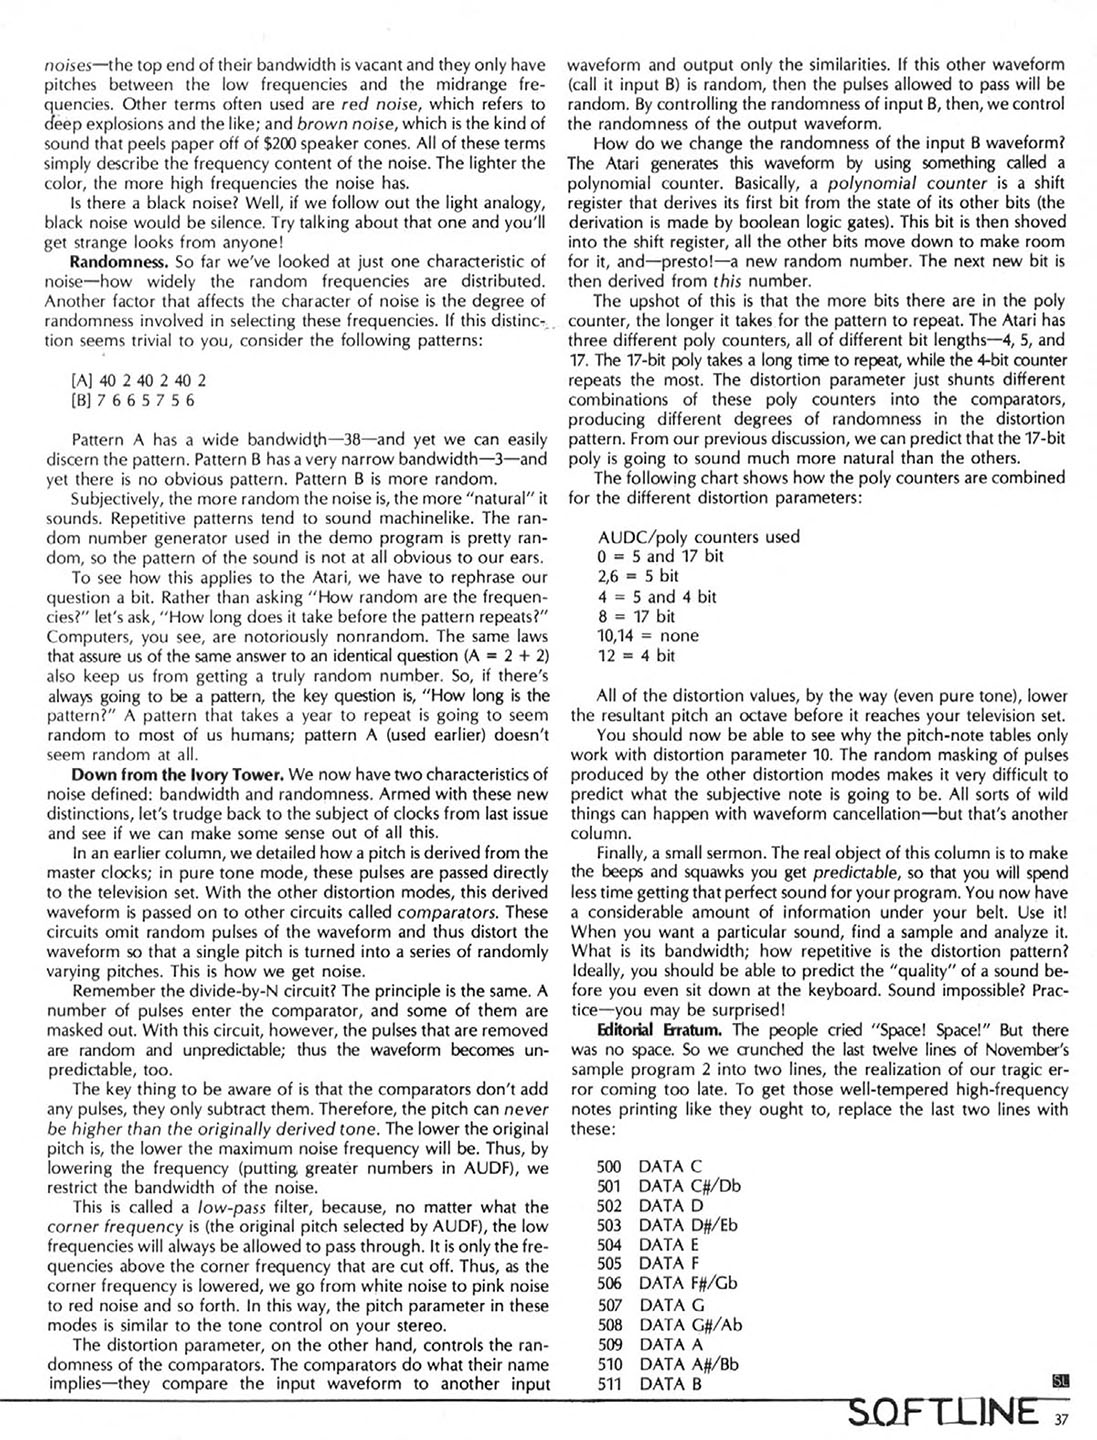 noises—the top end of their bandwidth is vacant and they only have
pitches between the low frequencies and the midrange fre-
quencies. Other terms often used are red noise, which refers to
deep explosions and the like; and brown noise, which is the kind of
sound that peels paper off of $200 speaker cones. All of these terms
simply describe the frequency content of the noise. The lighter the
color, the more high frequencies the noise has.
Is there a black noise? Well, if we follow out the light analogy,
black noise would be silence. Try talking about that one and you'll
get strange looks from anyone!
Randomness. So far we've looked at just one characteristic of
noise—how widely the random frequencies are distributed.
Another factor that affects the character of noise is the degree of
randomness involved in selecting these frequencies. If this distinc-
tion seems trivial to you, consider the following patterns:
[A] 40 2 40 2 40 2
[B] 7 6 6 5 7 5 6
Pattern A has a wide bandwidth—38—and yet we can easily
discern the pattern. Pattern B has a very narrow bandwidth—3—and
yet there is no obvious pattern. Pattern B is more random.
Subjectively, the more random the noise is, the more "natural" it
sounds. Repetitive patterns tend to sound machinelike. The ran-
dom number generator used in the demo program is pretty ran-
dom, so the pattern of the sound is not at all obvious to our ears.
To see how this applies to the Atari, we have to rephrase our
question a bit. Rather than asking "How random are the frequen-
cies?" let's ask, "How long does it take before the pattern repeats?"
Computers, you see, are notoriously nonrandom. The same laws
that assure us of the same answer to an identical question (A = 2 + 2)
also keep us from getting a truly random number. So, if there's
always going to be a pattern, the key question is, "How long is the
pattern?" A pattern that takes a year to repeat is going to seem
random to most of us humans; pattern A (used earlier) doesn't
seem random at all.
Down from the Ivory Tower. We now have two characteristics of
noise defined: bandwidth and randomness. Armed with these new
distinctions, let's trudge back to the subject of clocks from last issue
and see if we can make some sense out of all this.
In an earlier column, we detailed how a pitch is derived from the
master clocks; in pure tone mode, these pulses are passed directly
to the television set. With the other distortion modes, this derived
waveform is passed on to other circuits called comparators. These
circuits omit random pulses of the waveform and thus distort the
waveform so that a single pitch is turned into a series of randomly
varying pitches. This is how we get noise.
Remember the divide-by-N circuit? The principle is the same. A
number of pulses enter the comparator, and some of them are
masked out. With this circuit, however, the pulses that are removed
are random and unpredictable; thus the waveform becomes un-
predictable, too.
The key thing to be aware of is that the comparators don't add
any pulses, they only subtract them. Therefore, the pitch can never
be higher than the originally derived tone. The lower the original
pitch is, the lower the maximum noise frequency will be. Thus, by
lowering the frequency (putting greater numbers in AUDF), we
restrict the bandwidth of the noise.
This is called a low-pass filter, because, no matter what the
corner frequency is (the original pitch selected by AUDF), the low
frequencies will always be allowed to pass through. It is only the fre-
quencies above the corner frequency that are cut off. Thus, as the
corner frequency is lowered, we go from white noise to pink noise
to red noise and so forth. In this way, the pitch parameter in these
modes is similar to the tone control on your stereo.
The distortion parameter, on the other hand, controls the ran-
domness of the comparators. The comparators do what their name
implies—they compare the input waveform to another input
waveform and output only the similarities. If this other waveform
(call it input B) is random, then the pulses allowed to pass will be
random. By controlling the randomness of input B, then, we control
the randomness of the output waveform.
How do we change the randomness of the input B waveform?
The Atari generates this waveform by using something called a
polynomial counter. Basically, a polynomial counter is a shift
register that derives its first bit from the state of its other bits (the
derivation is made by boolean logic gates). This bit is then shoved
into the shift register, all the other bits move down to make room
for it, and—presto!—a new random number. The next new bit is
then derived from this number.
The upshot of this is that the more bits there are in the poly
counter, the longer it takes for the pattern to repeat. The Atari has
three different poly counters, all of different bit lengths—4, 5, and
17. The 17-bit poly takes a long time to repeat, while the 4-bit counter
repeats the most. The distortion parameter just shunts different
combinations of these poly counters into the comparators,
producing different degrees of randomness in the distortion
pattern. From our previous discussion, we can predict that the 17-bit
poly is going to sound much more natural than the others.
The following chart shows how the poly counters are combined
for the different distortion parameters:
AUDC/poly counters used
0 = 5 and 17 bit
2,6 = 5 bit
4 = 5 and 4 bit
8 = 17 bit
10,14 = none
12 = 4 bit
All of the distortion values, by the way (even pure tone), lower
the resultant pitch an octave before it reaches your television set.
You should now be able to see why the pitch-note tables only
work with distortion parameter 10. The random masking of pulses
produced by the other distortion modes makes it very difficult to
predict what the subjective note is going to be. All sorts of wild
things can happen with waveform cancellation—but that's another
column.
Finally, a small sermon. The real object of this column is to make
the beeps and squawks you get predictable, so that you will spend
less time getting that perfect sound for your program. You now have
a considerable amount of information under your belt. Use it!
When you want a particular sound, find a sample and analyze it.
What is its bandwidth; how repetitive is the distortion pattern?
Ideally, you should be able to predict the "quality" of a sound be-
fore you even sit down at the keyboard. Sound impossible? Prac-
tice—you may be surprised!
Editorial Erratum. The people cried "Space! Space!" But there
was no space. So we crunched the last twelve lines of November's
sample program 2 into two lines, the realization of our tragic er-
ror coming too late. To get those well-tempered high-frequency
notes printing like they ought to, replace the last two lines with
these:
500 DATA C
501 DATA C#/Db
502 DATA D
503 DATA D#/Eb
504 DATA E
505 DATA F
506 DATA F#/Gb
507 DATA G
508 DATA G#/Ab
509 DATA A
510 DATA A#/Bb
511 DATA B
SL
SOFTLINE 37